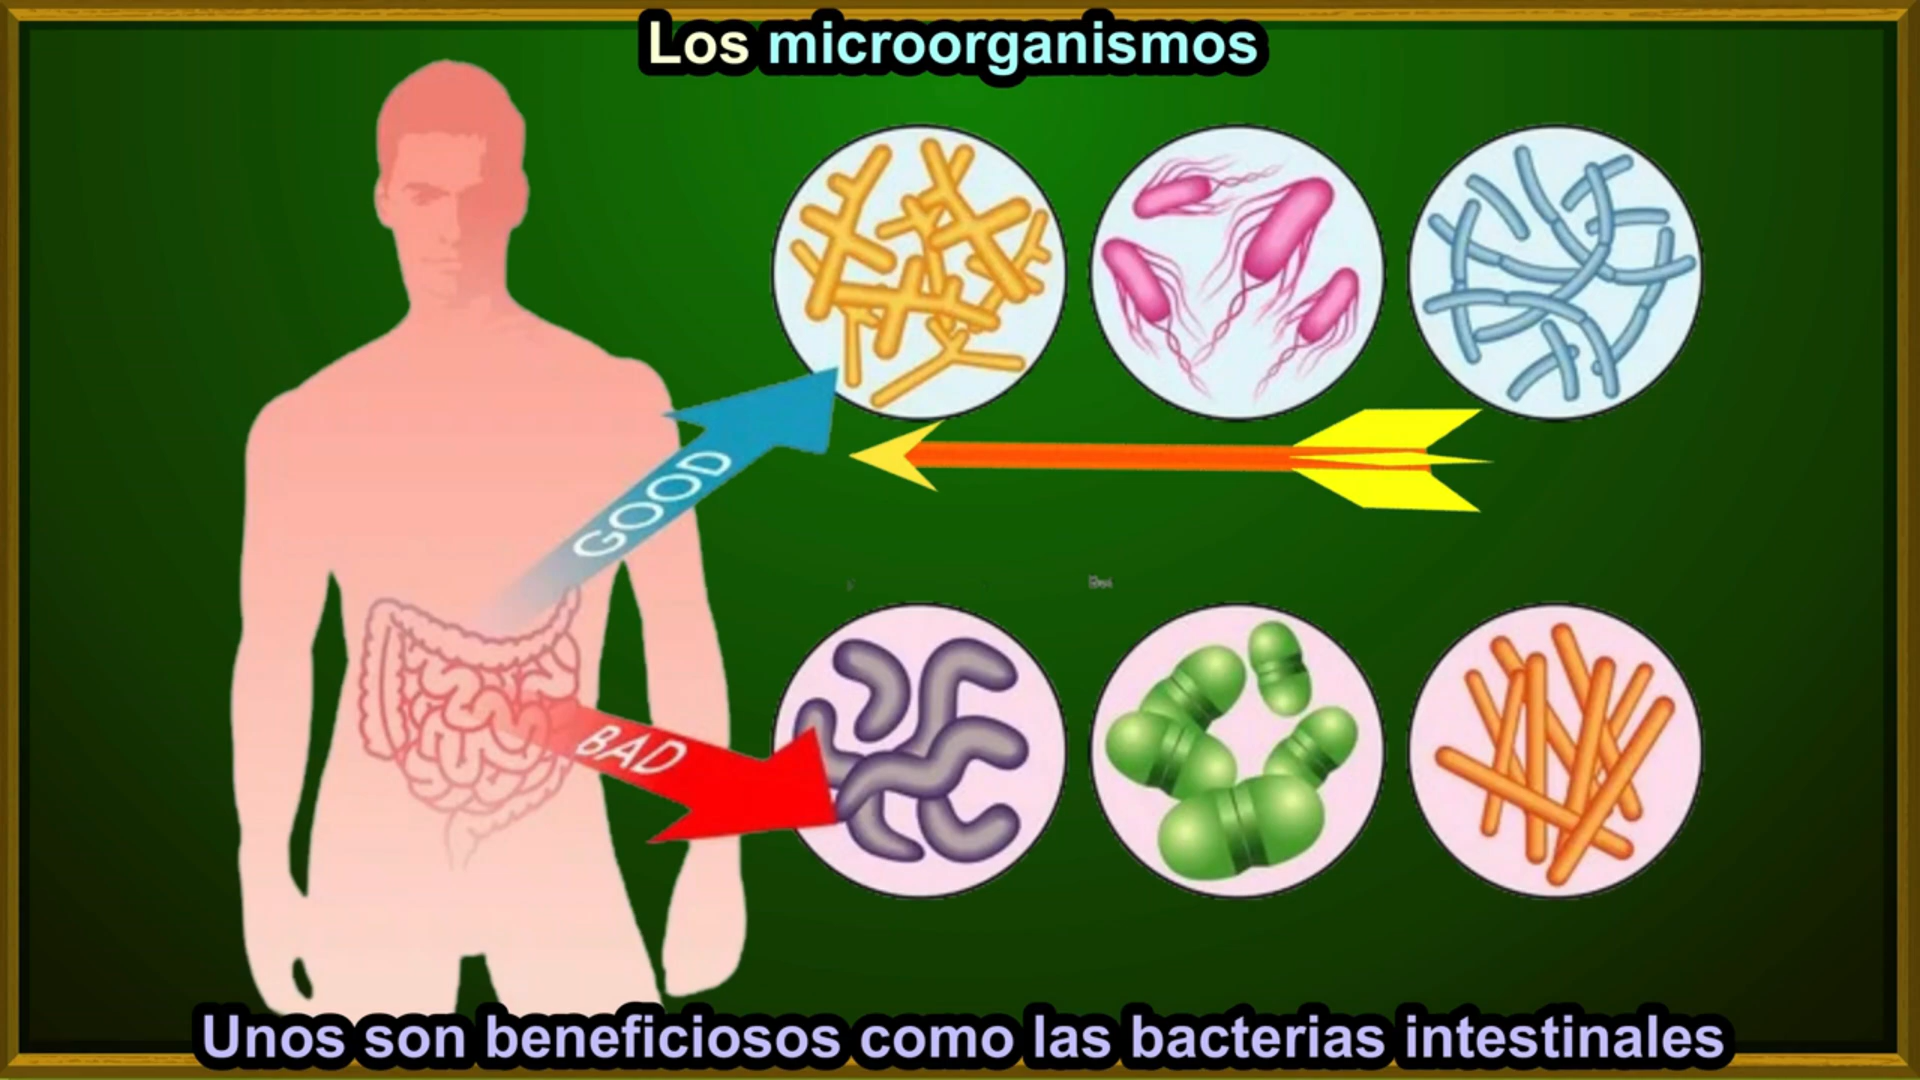 Los microorganismos
GOOD
BAD
Unos son beneficiosos como las bacterias intestinales